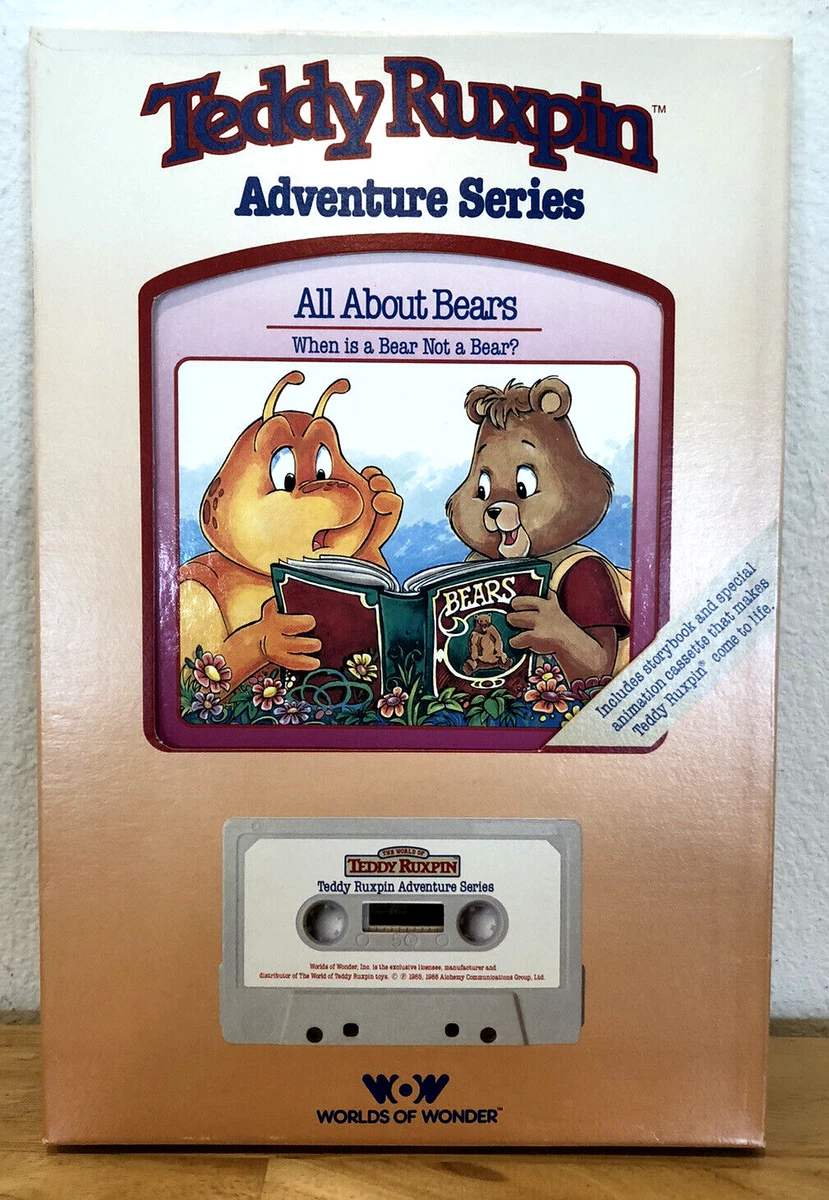 Teddy Ruxpin™
Adventure Series
All About Bears
When is a Bear Not a Bear?
BEARS
Includes storybook and special
animation cassette that makes
Teddy Ruxpin® come to life.
THE WORLD OF
TEDDY RUXPIN
Teddy Ruxpin Adventure Series
50
Worlds of Wonder, Inc. is the exclusive licensee, manufacturer and
distributor of The World of Teddy Ruxpin toys. © ℗ 1985, 1986 Alchemy Communications Group, Ltd.
WOW
WORLDS OF WONDER™